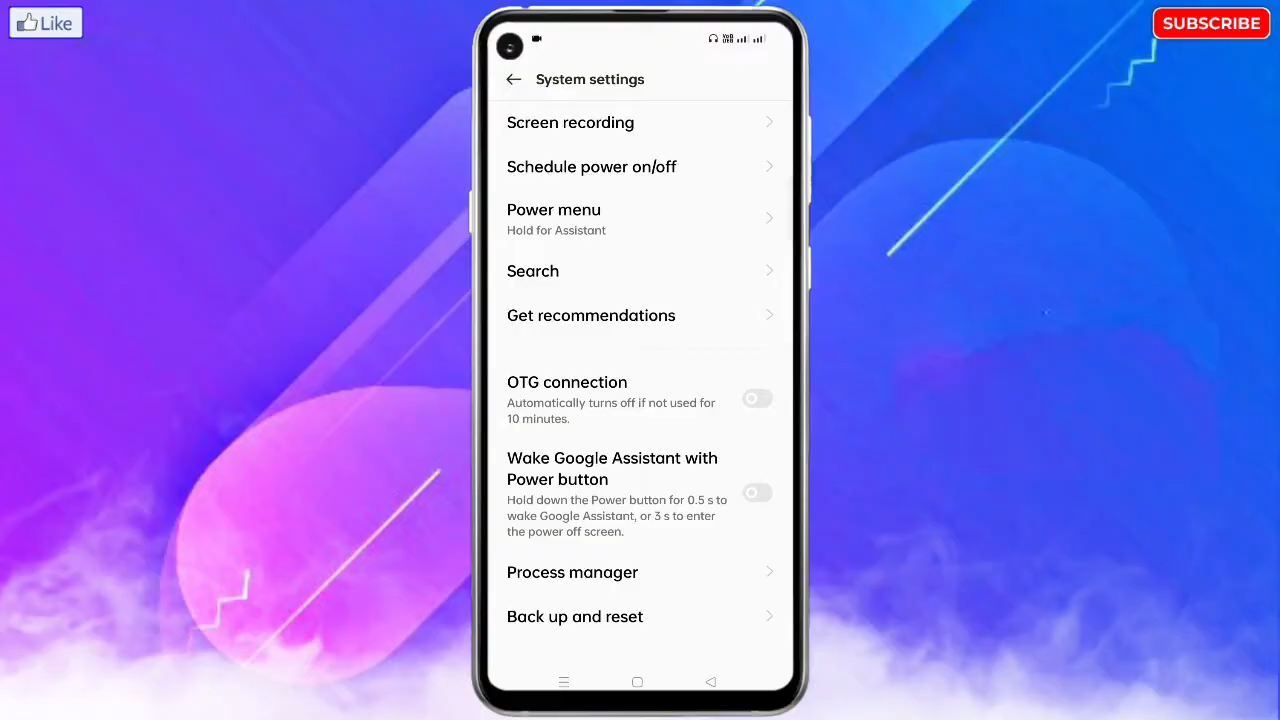 Like
SUBSCRIBE
System settings
Screen recording
Schedule power on/off
Power menu
Hold for Assistant
Search
Get recommendations
OTG connection
Automatically turns off if not used for
10 minutes.
Wake Google Assistant with
Power button
Hold down the Power button for 0.5 s to
wake Google Assistant, or 3 s to enter
the power off screen.
Process manager
Back up and reset